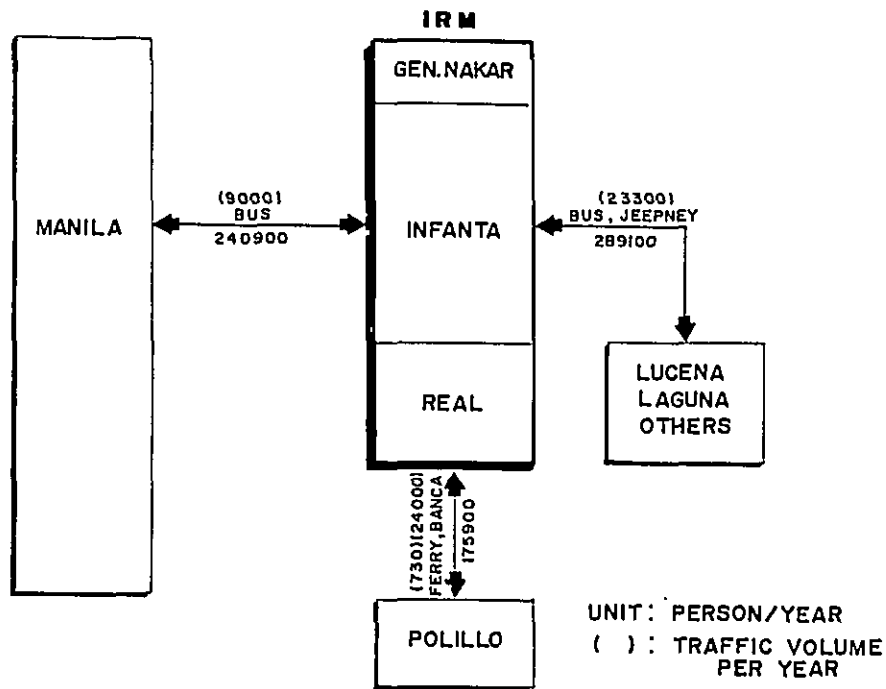 IRM
GEN. NAKAR
MANILA
(9000)
BUS
240900
INFANTA
(23300)
BUS, JEEPNEY
289100
REAL
LUCENA
LAGUNA
OTHERS
(730)(24000)
FERRY, BANCA
175900
POLILLO
UNIT: PERSON/YEAR
( ): TRAFFIC VOLUME
PER YEAR